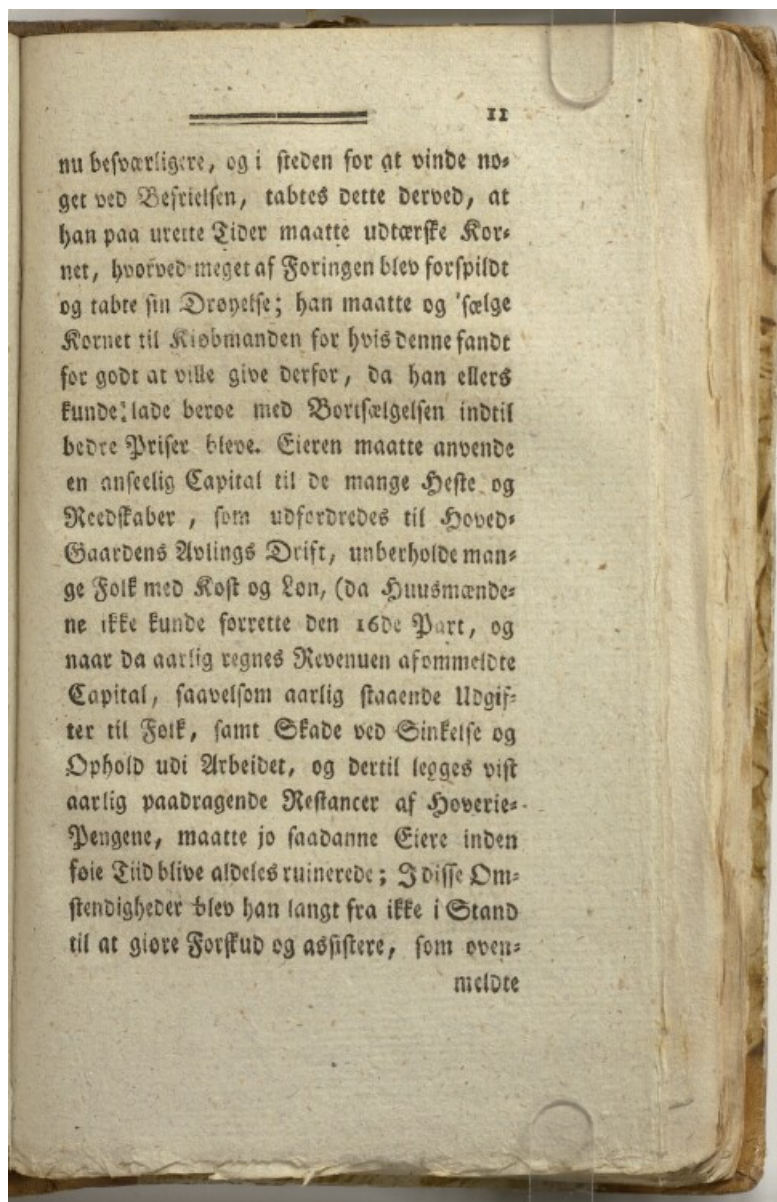 11
nu besværligere, og i steden for at vinde no-
get ved Befrielsen, tabtes dette derved, at
han paa urette Tider maatte udtærske Kor-
net, hvorved meget af Foringen blev forspildt
og tabte sin Drøyelse; han maatte og sælge
Kornet til Kiøbmanden for hvis denne fandt
for godt at ville give derfor, da han ellers
kunde lade beroe med Bortsælgelsen indtil
bedre Priser bleve. Eieren maatte anvende
en anseelig Capital til de mange Heste og
Reedskaber, som udfordredes til Hoved-
Gaardens Avlings Drift, unberholde man-
ge Folk med Kost og Løn, (da Huusmænde-
ne ikke kunde forrette den 16de Part, og
naar da aarlig regnes Revenuen af ommeldte
Capital, saavelsom aarlig staaende Udgif-
ter til Folk, samt Skade ved Sinkelse og
Ophold udi Arbeidet, og dertil legges vist
aarlig paadragende Restancer af Hoverie-
Pengene, maatte jo saadanne Eiere inden
føie Tiid blive aldeles ruinerede; I disse Om-
stendigheder blev han langt fra ikke i Stand
til at giøre Forskud og assistere, som oven-
meldte